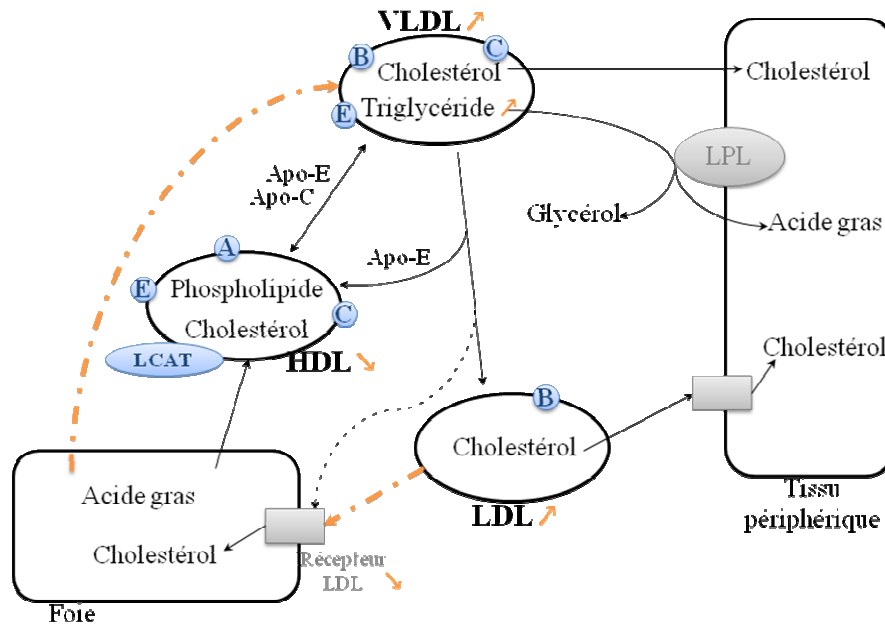 VLDL
B
C
Cholestérol
E
Triglycéride
Cholestérol
LPL
Apo-E
Apo-C
Glycérol
Acide gras
A
Apo-E
E
Phospholipide
C
Cholestérol
LCAT
HDL
Cholestérol
B
Cholestérol
LDL
Tissu
périphérique
Acide gras
Cholestérol
Récepteur
LDL
Foie